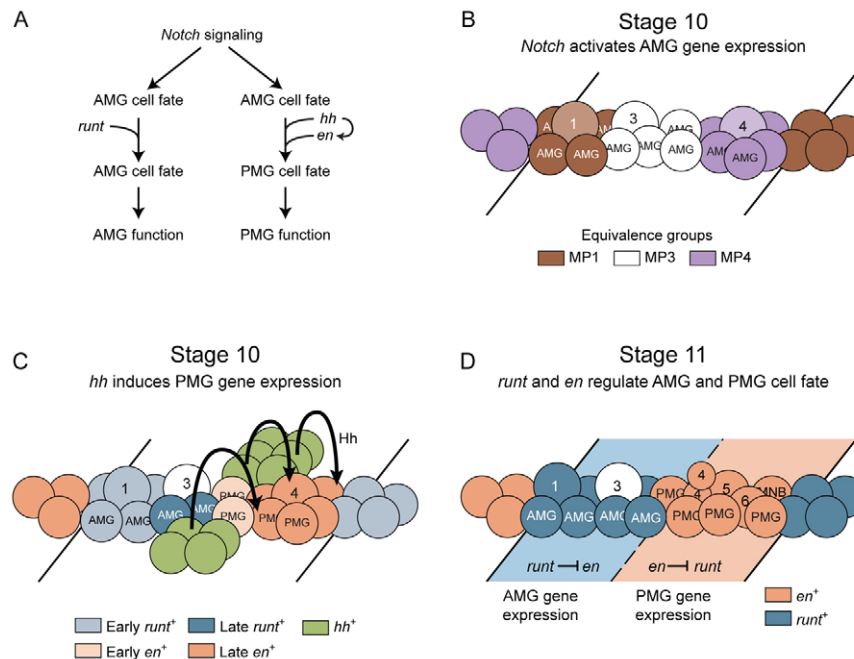 A
Notch signaling
AMG cell fate
AMG cell fate
runt
hh
en
AMG cell fate
PMG cell fate
AMG function
PMG function
B
Stage 10
Notch activates AMG gene expression
1
3
4
AMG
AMG
AMG
AMG
AMG
Equivalence groups
MP1
MP3
MP4
C
Stage 10
hh induces PMG gene expression
Hh
1
3
4
AMG
AMG
AMG
PMG
PMG
PMG
Early runt+
Late runt+
hh+
Early en+
Late en+
D
Stage 11
runt and en regulate AMG and PMG cell fate
4
1
3
PMG
4
5
MNB
6
AMG
AMG
AMG
AMG
PMG
PMG
PMG
runt ⊣ en
en ⊣ runt
AMG gene
expression
PMG gene
expression
en+
runt+